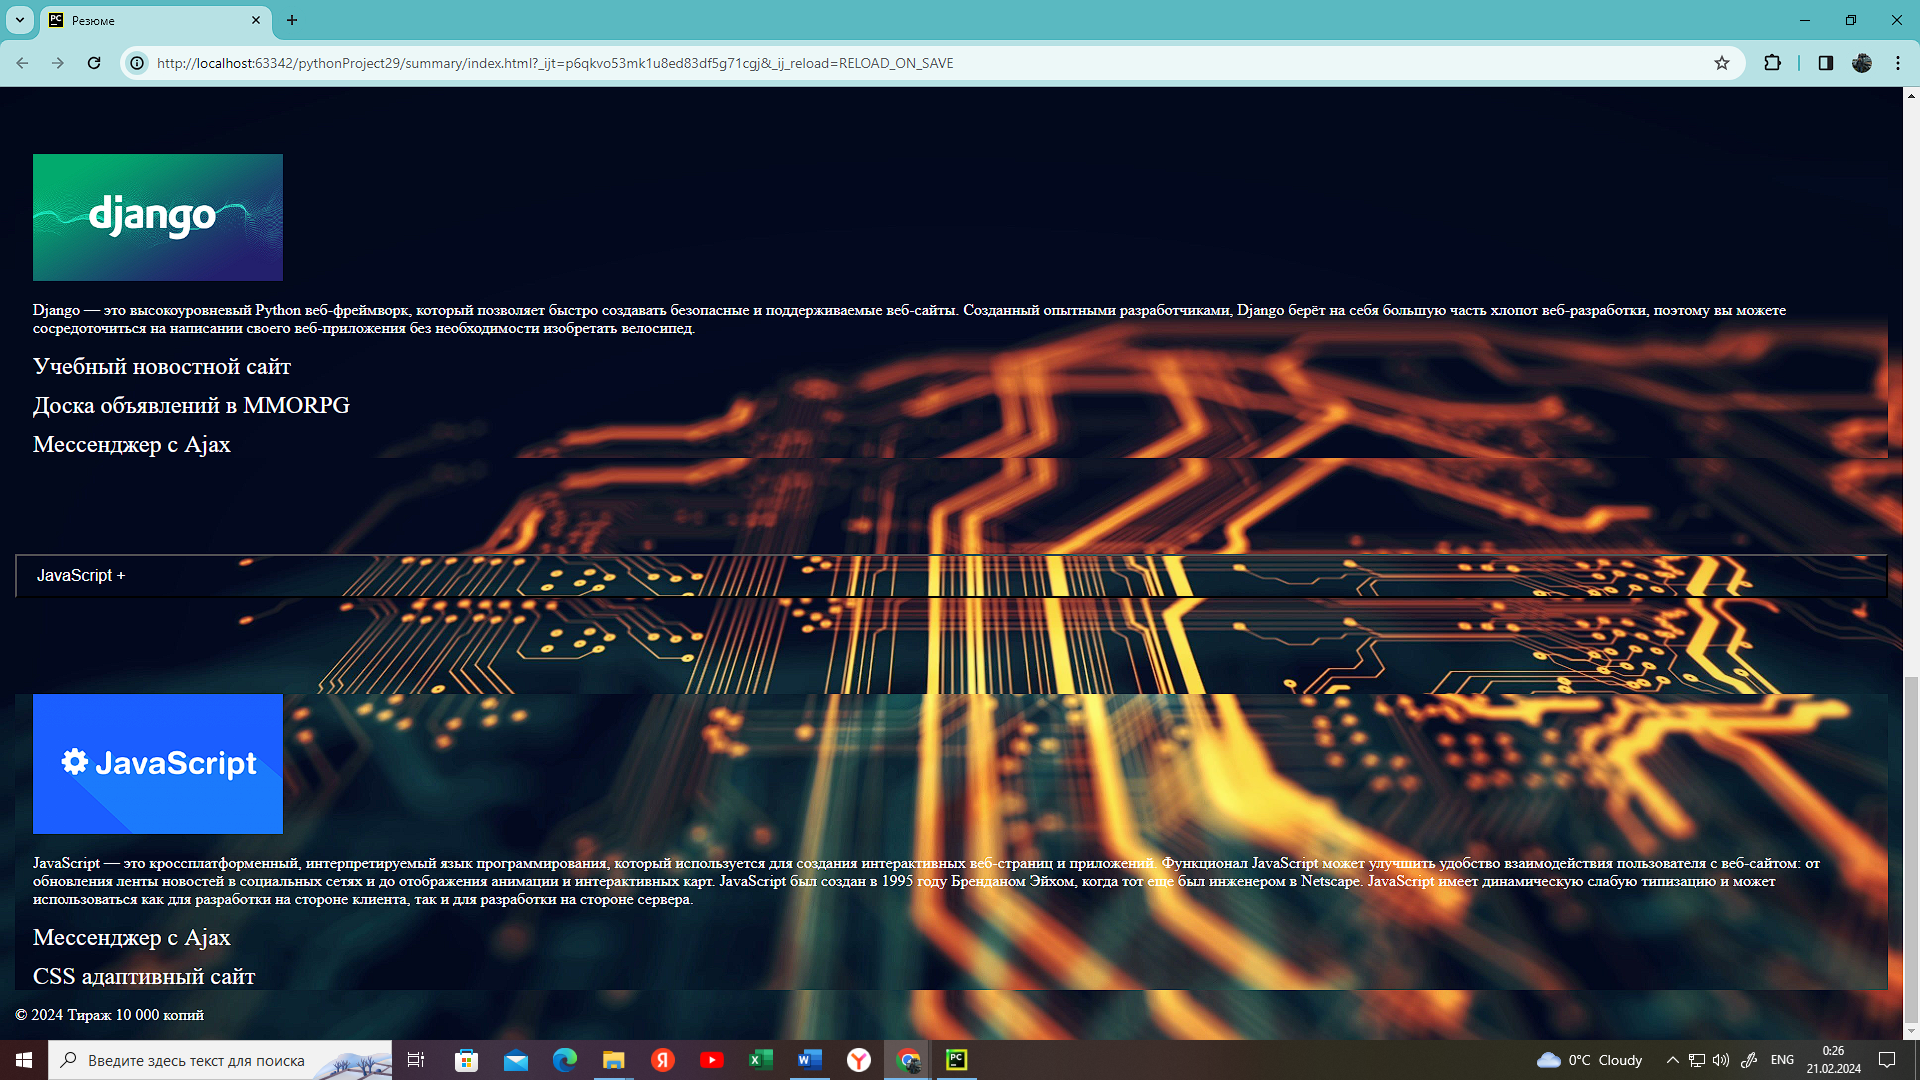 Резюме
http://localhost:63342/pythonProject29/summary/index.html?_ijt=p6qkvo53mk1u8ed83df5g71cgj&_ij_reload=RELOAD_ON_SAVE
django
Django — это высокоуровневый Python веб-фреймворк, который позволяет быстро создавать безопасные и поддерживаемые веб-сайты. Созданный опытными разработчиками, Django берёт на себя большую часть хлопот веб-разработки, поэтому вы можете
сосредоточиться на написании своего веб-приложения без необходимости изобретать велосипед.
Учебный новостной сайт
Доска объявлений в MMORPG
Мессенджер с Ajax
JavaScript +
JavaScript
JavaScript — это кроссплатформенный, интерпретируемый язык программирования, который используется для создания интерактивных веб-страниц и приложений. Функционал JavaScript может улучшить удобство взаимодействия пользователя с веб-сайтом: от
обновления ленты новостей в социальных сетях и до отображения анимации и интерактивных карт. JavaScript был создан в 1995 году Бренданом Эйхом, когда тот еще был инженером в Netscape. JavaScript имеет динамическую слабую типизацию и может
использоваться как для разработки на стороне клиента, так и для разработки на стороне сервера.
Мессенджер с Ajax
CSS адаптивный сайт
© 2024 Тираж 10 000 копий
Введите здесь текст для поиска
0°C Cloudy
ENG
0:26
21.02.2024